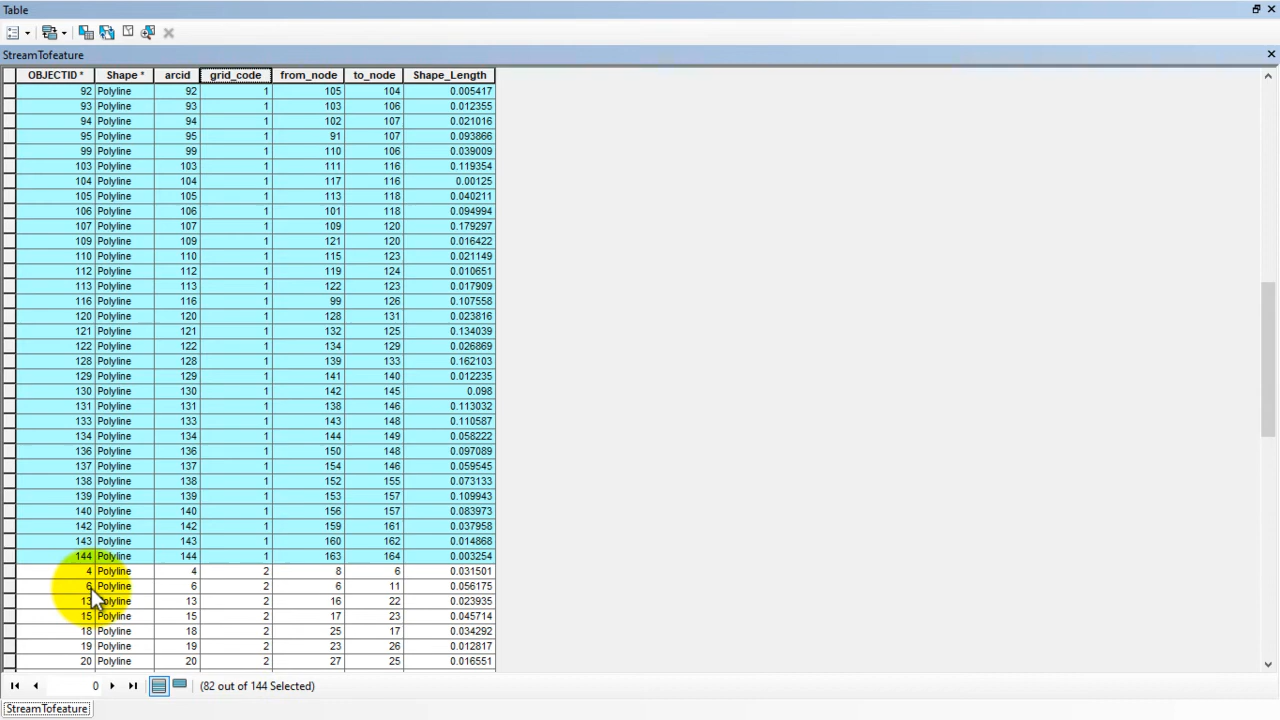 Table
StreamTofeature
OBJECTID * Shape * arcid grid_code from_node to_node Shape_Length
92 Polyline 92 1 105 104 0.005417
93 Polyline 93 1 103 106 0.012355
94 Polyline 94 1 102 107 0.021016
95 Polyline 95 1 91 107 0.093866
99 Polyline 99 1 110 106 0.039009
103 Polyline 103 1 111 116 0.119354
104 Polyline 104 1 117 116 0.00125
105 Polyline 105 1 113 118 0.040211
106 Polyline 106 1 101 118 0.094994
107 Polyline 107 1 109 120 0.179297
109 Polyline 109 1 121 120 0.016422
110 Polyline 110 1 115 123 0.021149
112 Polyline 112 1 119 124 0.010651
113 Polyline 113 1 122 123 0.017909
116 Polyline 116 1 99 126 0.107558
120 Polyline 120 1 128 131 0.023816
121 Polyline 121 1 132 125 0.134039
122 Polyline 122 1 134 129 0.026869
128 Polyline 128 1 139 133 0.162103
129 Polyline 129 1 141 140 0.012235
130 Polyline 130 1 142 145 0.098
131 Polyline 131 1 138 146 0.113032
133 Polyline 133 1 143 148 0.110587
134 Polyline 134 1 144 149 0.058222
136 Polyline 136 1 150 148 0.097089
137 Polyline 137 1 154 146 0.059545
138 Polyline 138 1 152 155 0.073133
139 Polyline 139 1 153 157 0.109943
140 Polyline 140 1 156 157 0.083973
142 Polyline 142 1 159 161 0.037958
143 Polyline 143 1 160 162 0.014868
144 Polyline 144 1 163 164 0.003254
4 Polyline 4 2 8 6 0.031501
6 Polyline 6 2 6 11 0.056175
13 Polyline 13 2 16 22 0.023935
15 Polyline 15 2 17 23 0.045714
18 Polyline 18 2 25 17 0.034292
19 Polyline 19 2 23 26 0.012817
20 Polyline 20 2 27 25 0.016551
0 (82 out of 144 Selected)
StreamTofeature